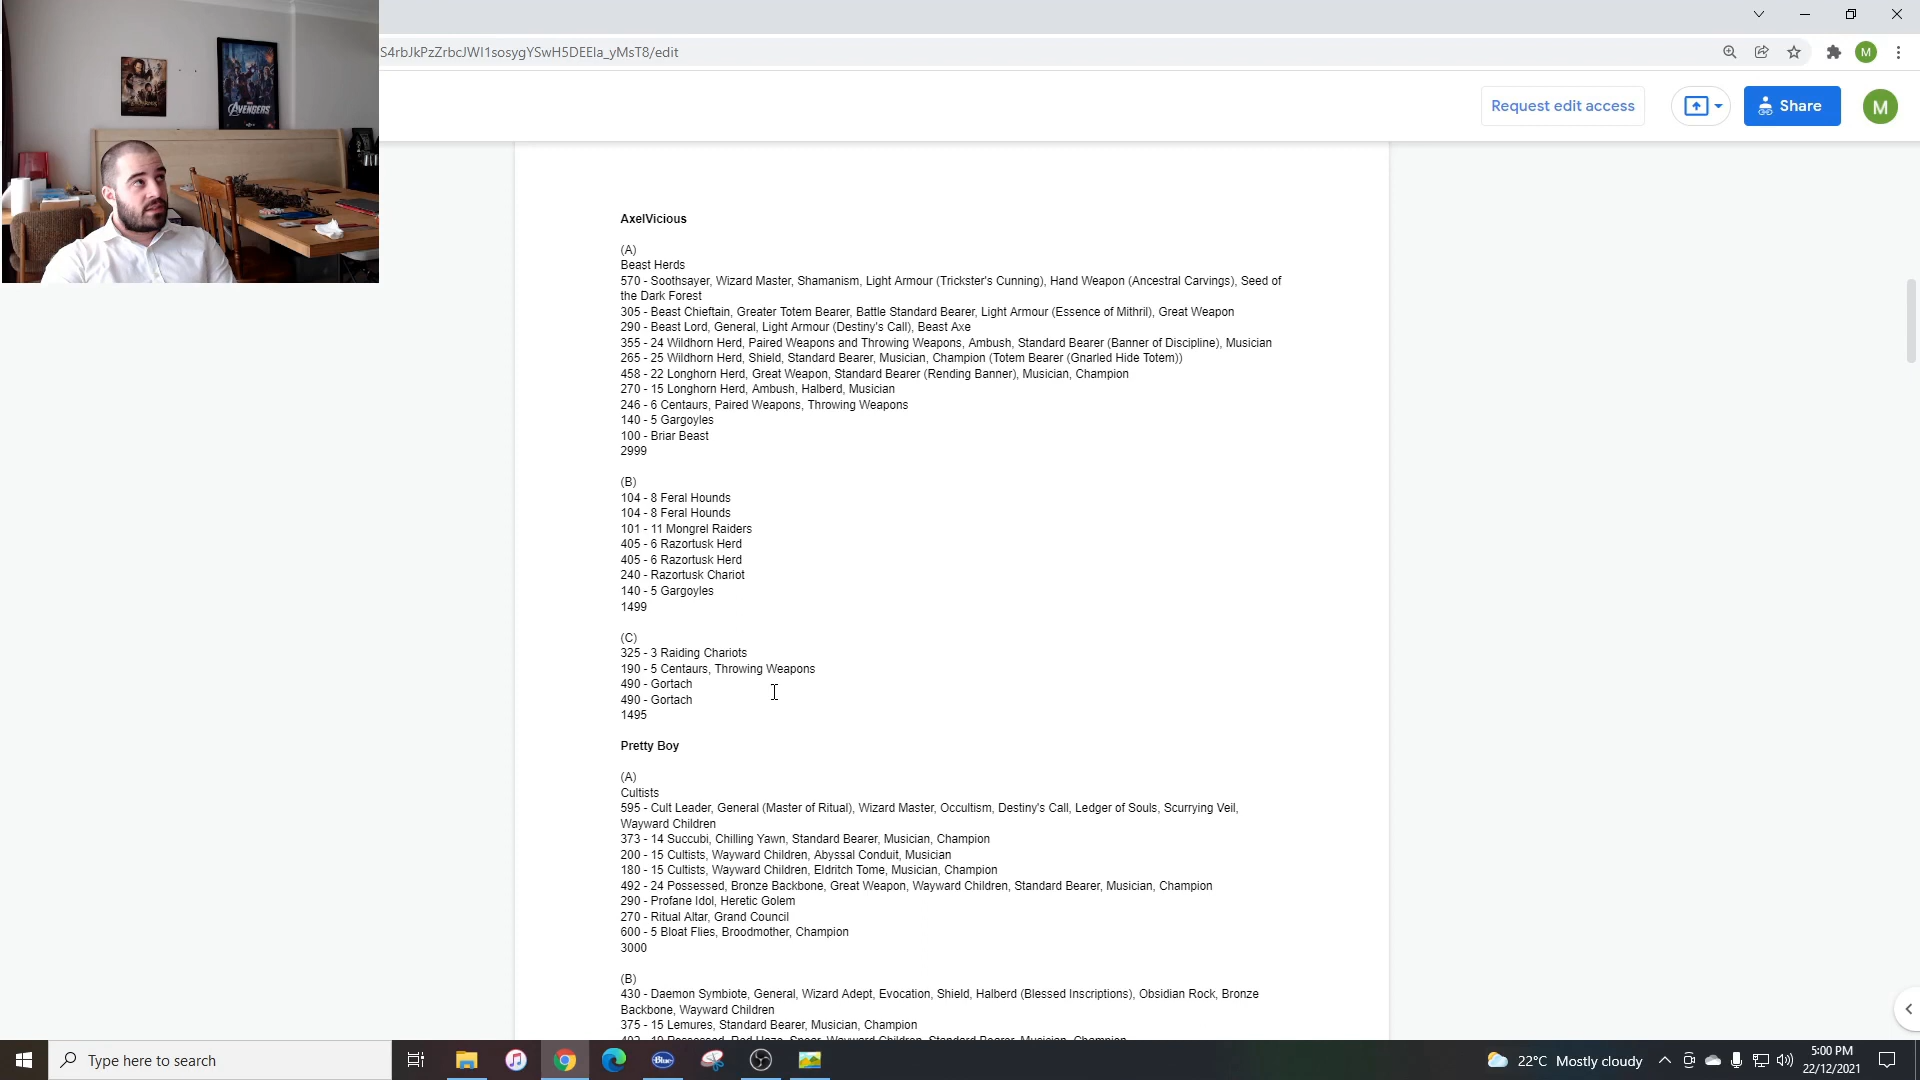 AVENGERS
S4rbJkPzZrbcJWl1sosygYSwH5DEEla_yMsT8/edit
M
Request edit access
Share
M
AxelVicious
(A)
Beast Herds
570 - Soothsayer, Wizard Master, Shamanism, Light Armour (Trickster's Cunning), Hand Weapon (Ancestral Carvings), Seed of
the Dark Forest
305 - Beast Chieftain, Greater Totem Bearer, Battle Standard Bearer, Light Armour (Essence of Mithril), Great Weapon
290 - Beast Lord, General, Light Armour (Destiny's Call), Beast Axe
355 - 24 Wildhorn Herd, Paired Weapons and Throwing Weapons, Ambush, Standard Bearer (Banner of Discipline), Musician
265 - 25 Wildhorn Herd, Shield, Standard Bearer, Musician, Champion (Totem Bearer (Gnarled Hide Totem))
458 - 22 Longhorn Herd, Great Weapon, Standard Bearer (Rending Banner), Musician, Champion
270 - 15 Longhorn Herd, Ambush, Halberd, Musician
246 - 6 Centaurs, Paired Weapons, Throwing Weapons
140 - 5 Gargoyles
100 - Briar Beast
2999
(B)
104 - 8 Feral Hounds
104 - 8 Feral Hounds
101 - 11 Mongrel Raiders
405 - 6 Razortusk Herd
405 - 6 Razortusk Herd
240 - Razortusk Chariot
140 - 5 Gargoyles
1499
(C)
325 - 3 Raiding Chariots
190 - 5 Centaurs, Throwing Weapons
490 - Gortach
490 - Gortach
1495
Pretty Boy
(A)
Cultists
595 - Cult Leader, General (Master of Ritual), Wizard Master, Occultism, Destiny's Call, Ledger of Souls, Scurrying Veil,
Wayward Children
373 - 14 Succubi, Chilling Yawn, Standard Bearer, Musician, Champion
200 - 15 Cultists, Wayward Children, Abyssal Conduit, Musician
180 - 15 Cultists, Wayward Children, Eldritch Tome, Musician, Champion
492 - 24 Possessed, Bronze Backbone, Great Weapon, Wayward Children, Standard Bearer, Musician, Champion
290 - Profane Idol, Heretic Golem
270 - Ritual Altar, Grand Council
600 - 5 Bloat Flies, Broodmother, Champion
3000
(B)
430 - Daemon Symbiote, General, Wizard Adept, Evocation, Shield, Halberd (Blessed Inscriptions), Obsidian Rock, Bronze
Backbone, Wayward Children
375 - 15 Lemures, Standard Bearer, Musician, Champion
Type here to search
Blue
22°C Mostly cloudy
5:00 PM
22/12/2021